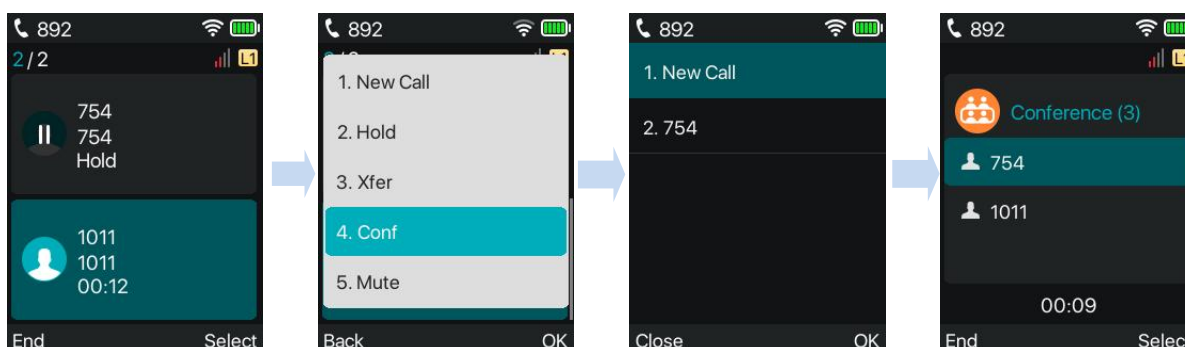 892
2/2
L1
754
754
Hold
1011
1011
00:12
End Select
892
1. New Call
2. Hold
3. Xfer
4. Conf
5. Mute
Back OK
892
1. New Call
2. 754
Close OK
892
Conference (3)
754
1011
00:09
End Selec